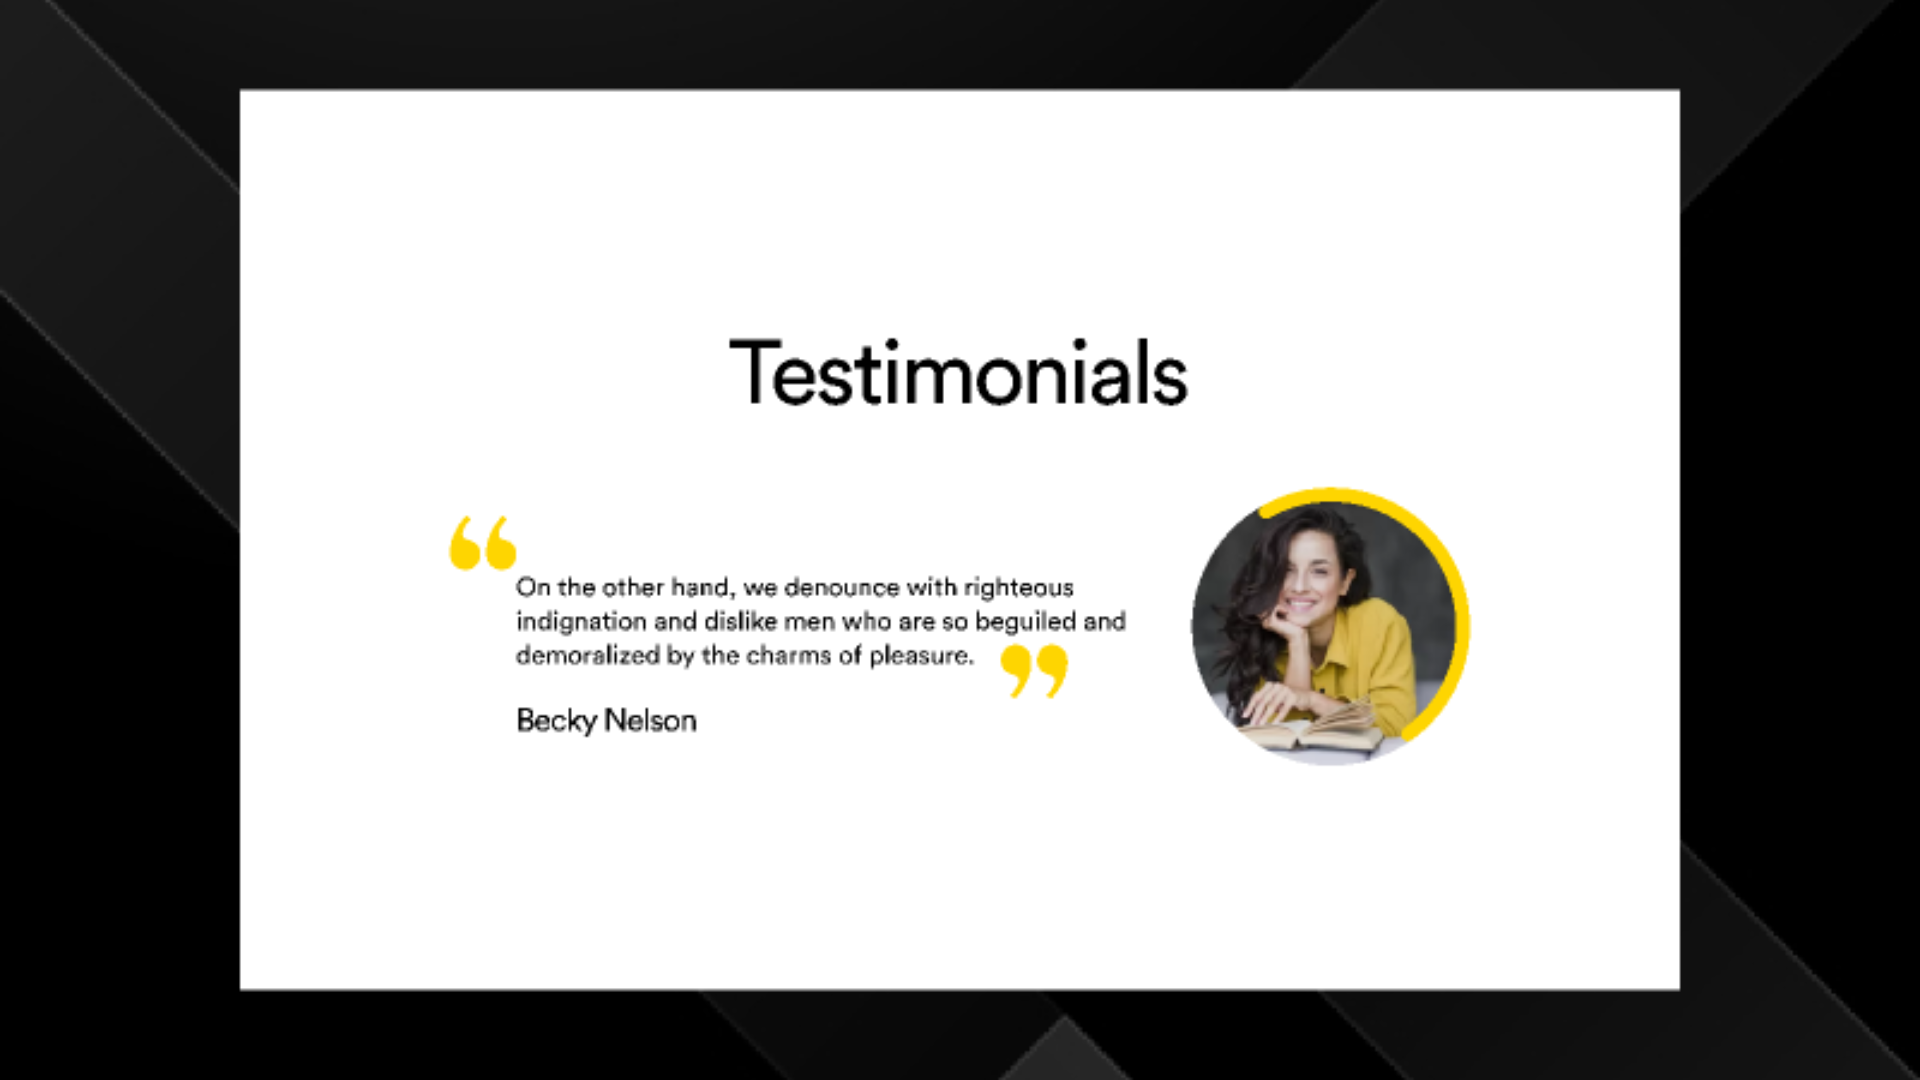 Testimonials
“
On the other hand, we denounce with righteous
indignation and dislike men who are so beguiled and
demoralized by the charms of pleasure. ”
Becky Nelson